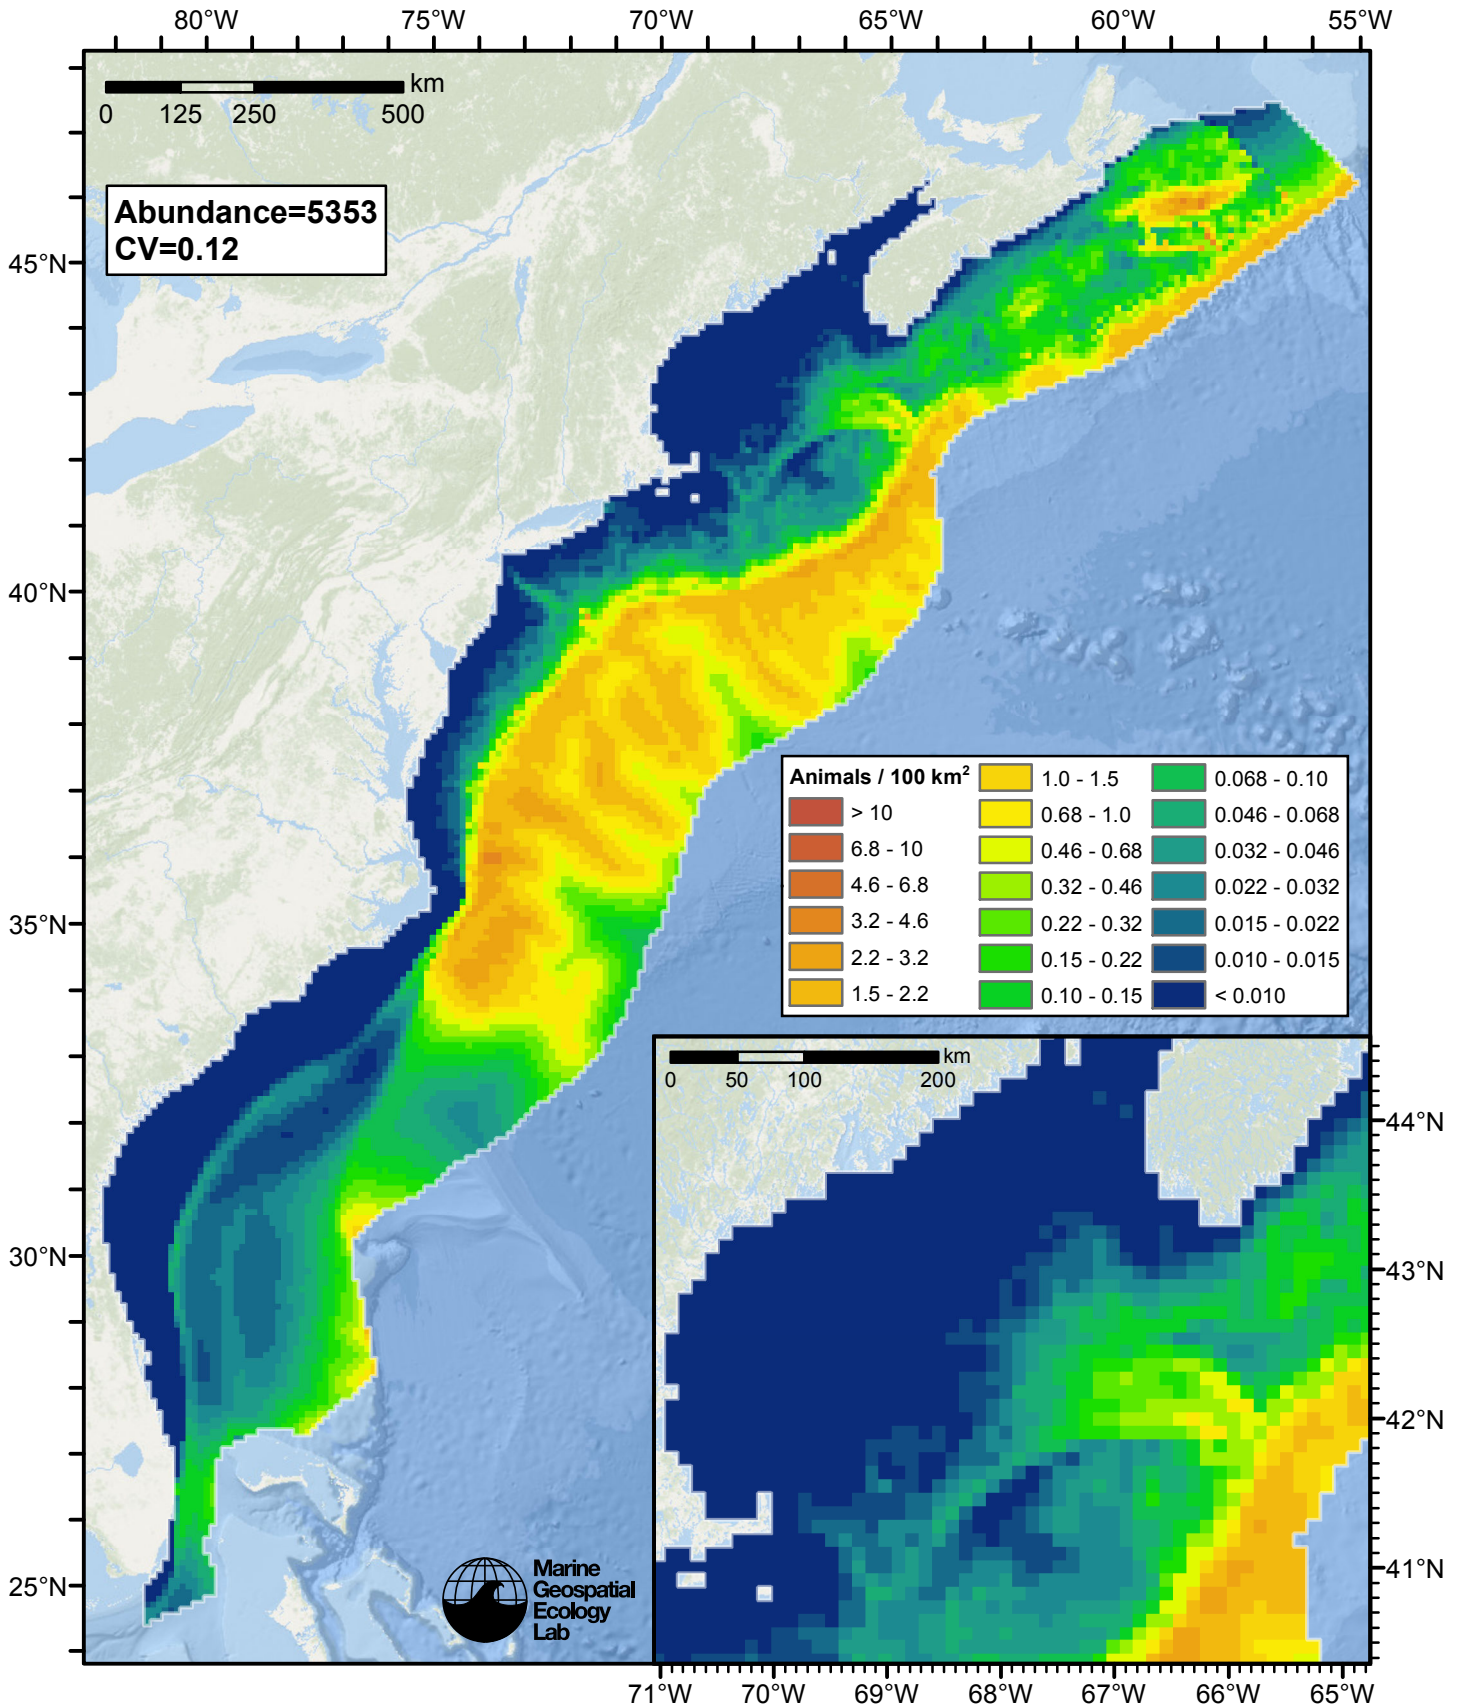 80°W 75°W 70°W 65°W 60°W 55°W
km
0 125 250 500
Abundance=5353
CV=0.12
45°N
40°N
35°N
30°N
25°N
Animals / 100 km²
> 10
6.8 - 10
4.6 - 6.8
3.2 - 4.6
2.2 - 3.2
1.5 - 2.2
1.0 - 1.5
0.68 - 1.0
0.46 - 0.68
0.32 - 0.46
0.22 - 0.32
0.15 - 0.22
0.10 - 0.15
0.068 - 0.10
0.046 - 0.068
0.032 - 0.046
0.022 - 0.032
0.015 - 0.022
0.010 - 0.015
< 0.010
km
0 50 100 200
44°N
43°N
42°N
41°N
Marine
Geospatial
Ecology
Lab
71°W 70°W 69°W 68°W 67°W 66°W 65°W